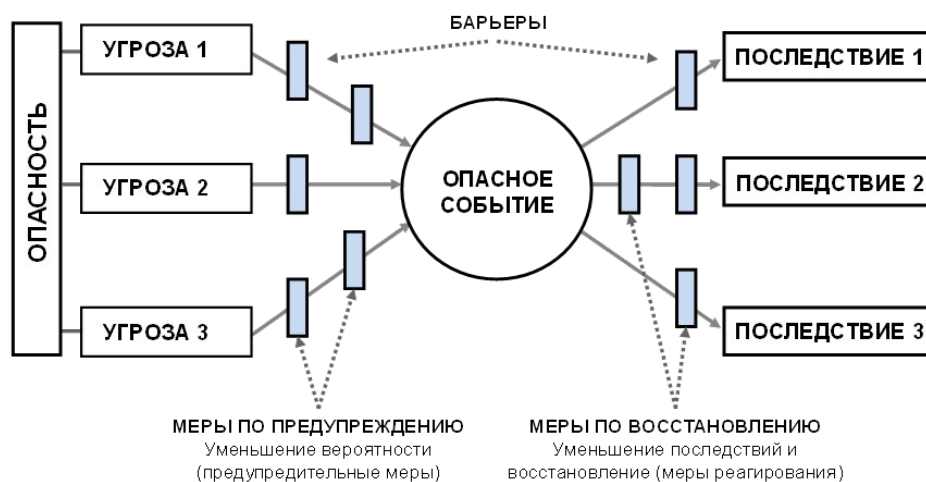 БАРЬЕРЫ
ОПАСНОСТЬ
УГРОЗА 1
УГРОЗА 2
УГРОЗА 3
ОПАСНОЕ
СОБЫТИЕ
ПОСЛЕДСТВИЕ 1
ПОСЛЕДСТВИЕ 2
ПОСЛЕДСТВИЕ 3
МЕРЫ ПО ПРЕДУПРЕЖДЕНИЮ
Уменьшение вероятности
(предупредительные меры)
МЕРЫ ПО ВОССТАНОВЛЕНИЮ
Уменьшение последствий и
восстановление (меры реагирования)